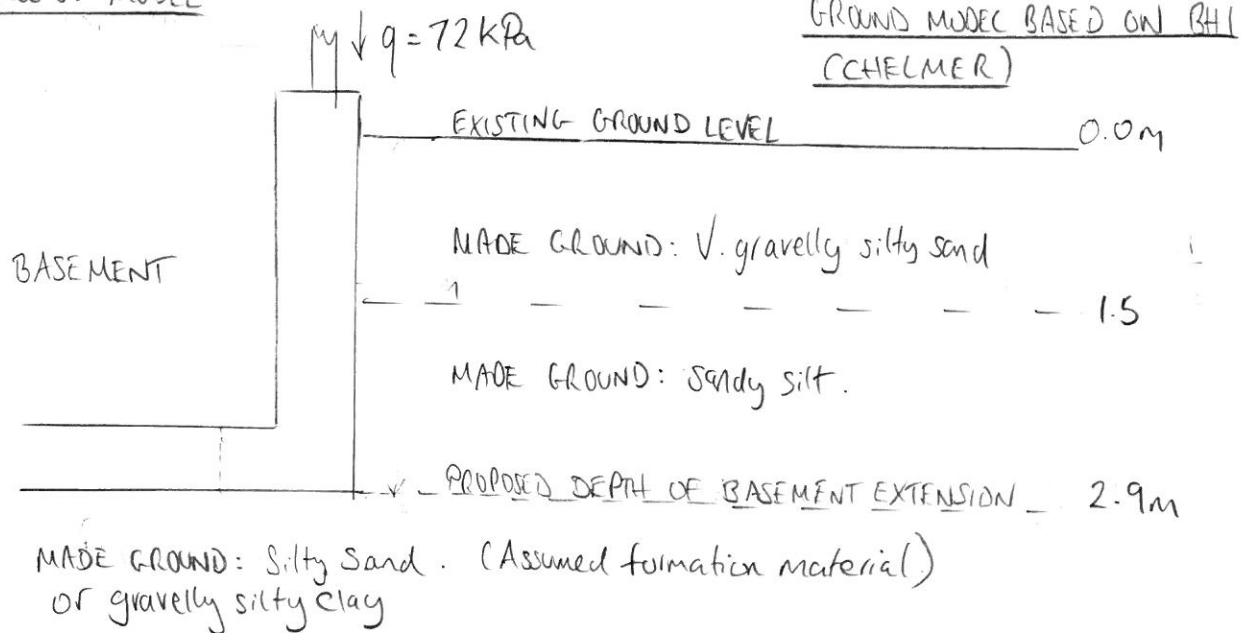 MODEL
q = 72 kPa
GROUND MODEL BASED ON BH1
(CHELMER)
EXISTING GROUND LEVEL 0.0m
MADE GROUND: V. gravelly silty sand
BASEMENT
1.5
MADE GROUND: Sandy silt.
PROPOSED DEPTH OF BASEMENT EXTENSION 2.9m
MADE GROUND: Silty Sand. (Assumed formation material)
or gravelly silty clay